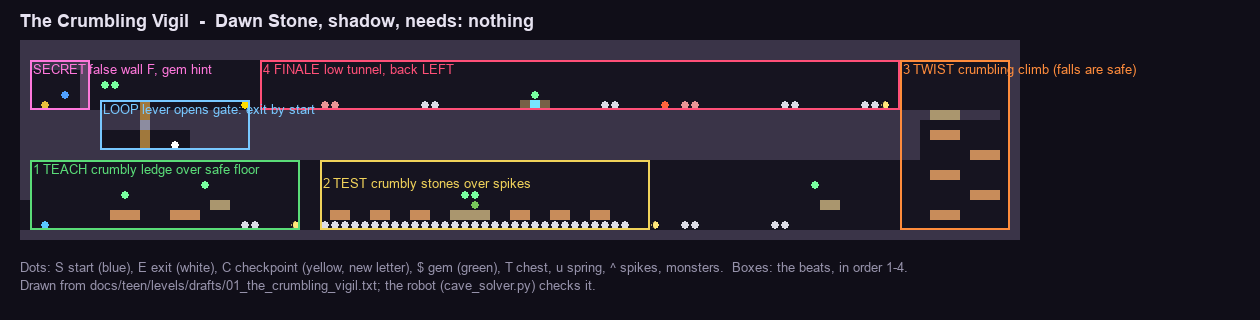 The Crumbling Vigil - Dawn Stone, shadow, needs: nothing
SECRET false wall F, gem hint
4 FINALE low tunnel, back LEFT
3 TWIST crumbling climb (falls are safe)
LOOP lever opens gate: exit by start
1 TEACH crumbly ledge over safe floor
2 TEST crumbly stones over spikes
Dots: S start (blue), E exit (white), C checkpoint (yellow, new letter), $ gem (green), T chest, u spring, ^ spikes, monsters. Boxes: the beats, in order 1-4.
Drawn from docs/teen/levels/drafts/01_the_crumbling_vigil.txt; the robot (cave_solver.py) checks it.